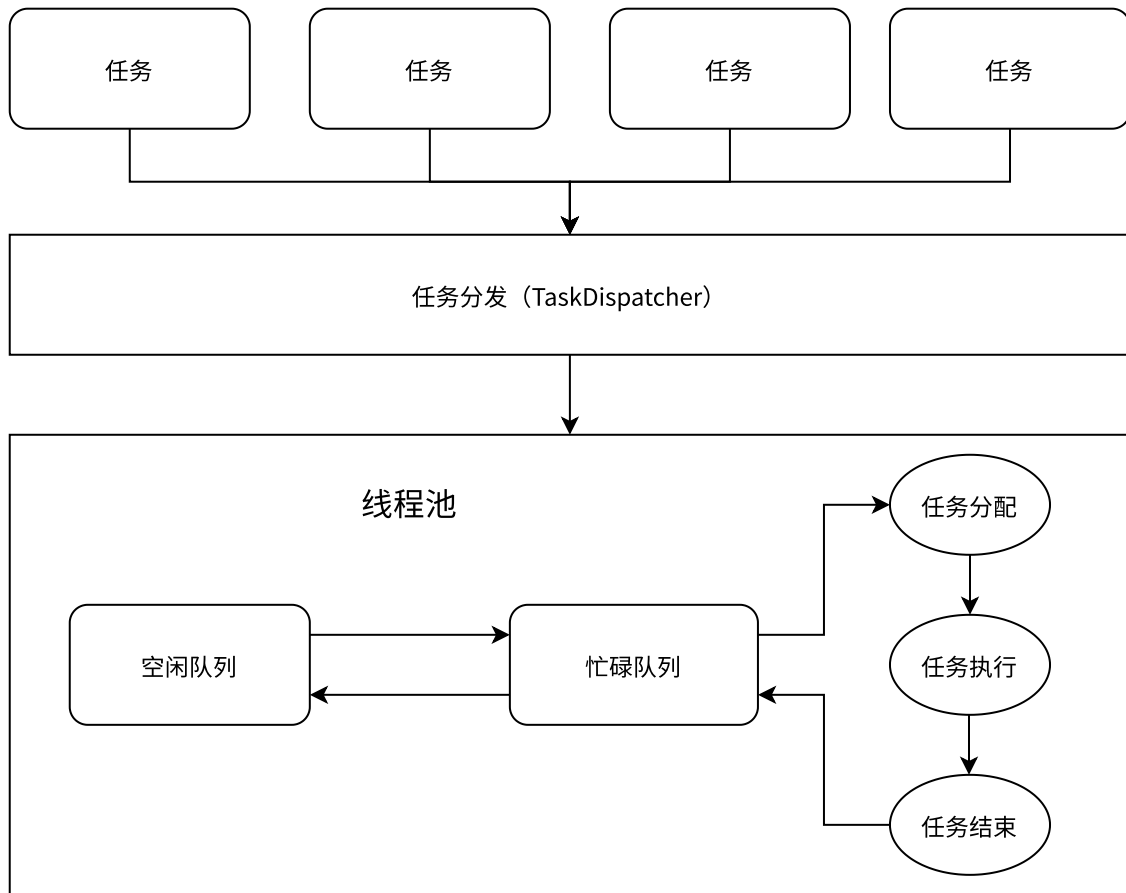 任务
任务
任务
任务
任务分发（TaskDispatcher）
线程池
任务分配
空闲队列
忙碌队列
任务执行
任务结束